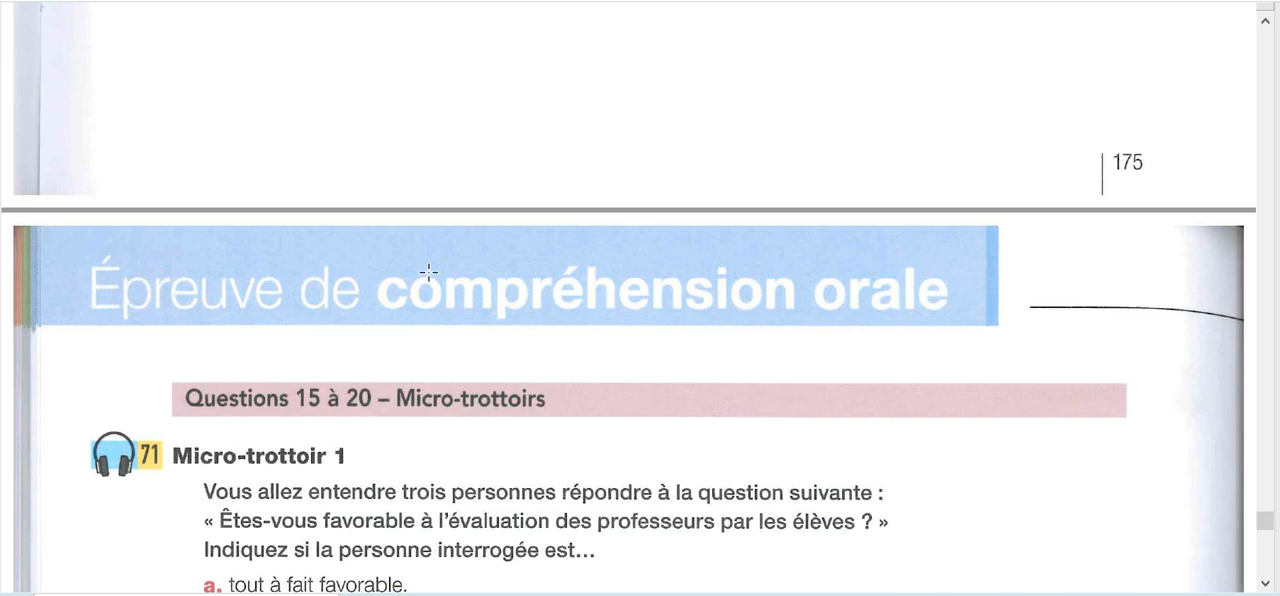 175
Épreuve de compréhension orale
Questions 15 à 20 – Micro-trottoirs
71 Micro-trottoir 1
Vous allez entendre trois personnes répondre à la question suivante :
« Êtes-vous favorable à l'évaluation des professeurs par les élèves ? »
Indiquez si la personne interrogée est...
a. tout à fait favorable.